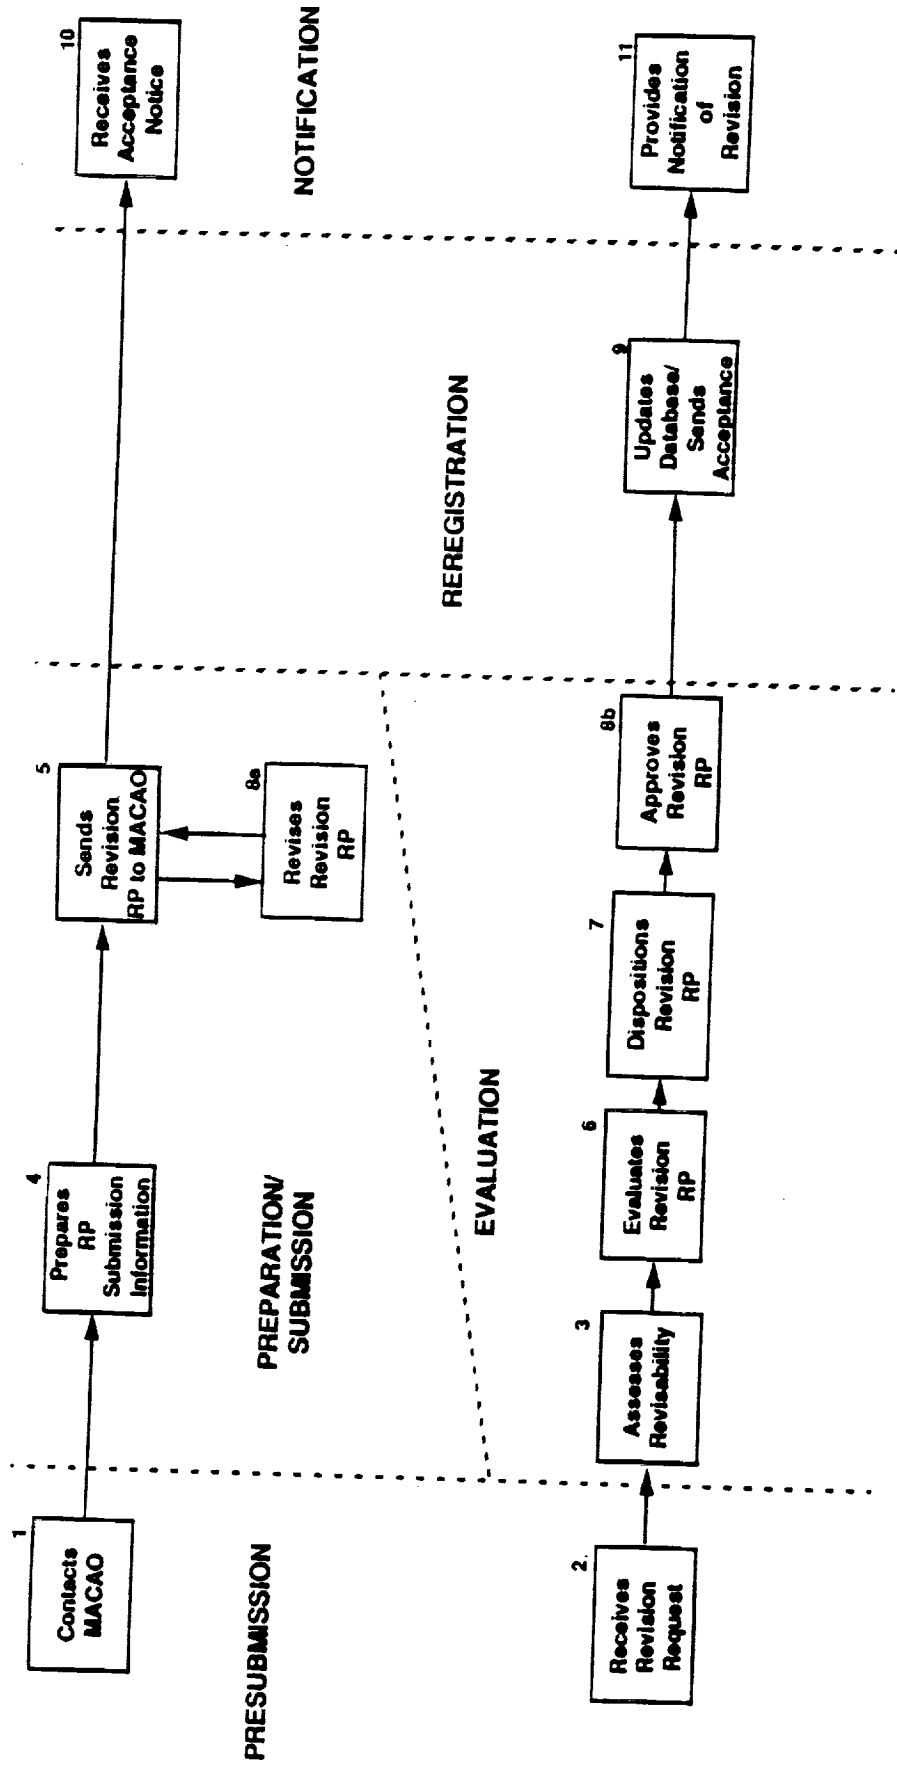 1
Contacts
MACAO
4
Prepares
RP
Submission
Information
5
Sends
Revision
RP to MACAO
8a
Revises
Revision
RP
10
Receives
Acceptance
Notice
PRESUBMISSION
PREPARATION/
SUBMISSION
EVALUATION
REREGISTRATION
NOTIFICATION
2.
Receives
Revision
Request
3
Assesses
Revisability
6
Evaluates
Revision
RP
7
Dispositions
Revision
RP
8b
Approves
Revision
RP
9
Updates
Database/
Sends
Acceptance
11
Provides
Notification
of
Revision